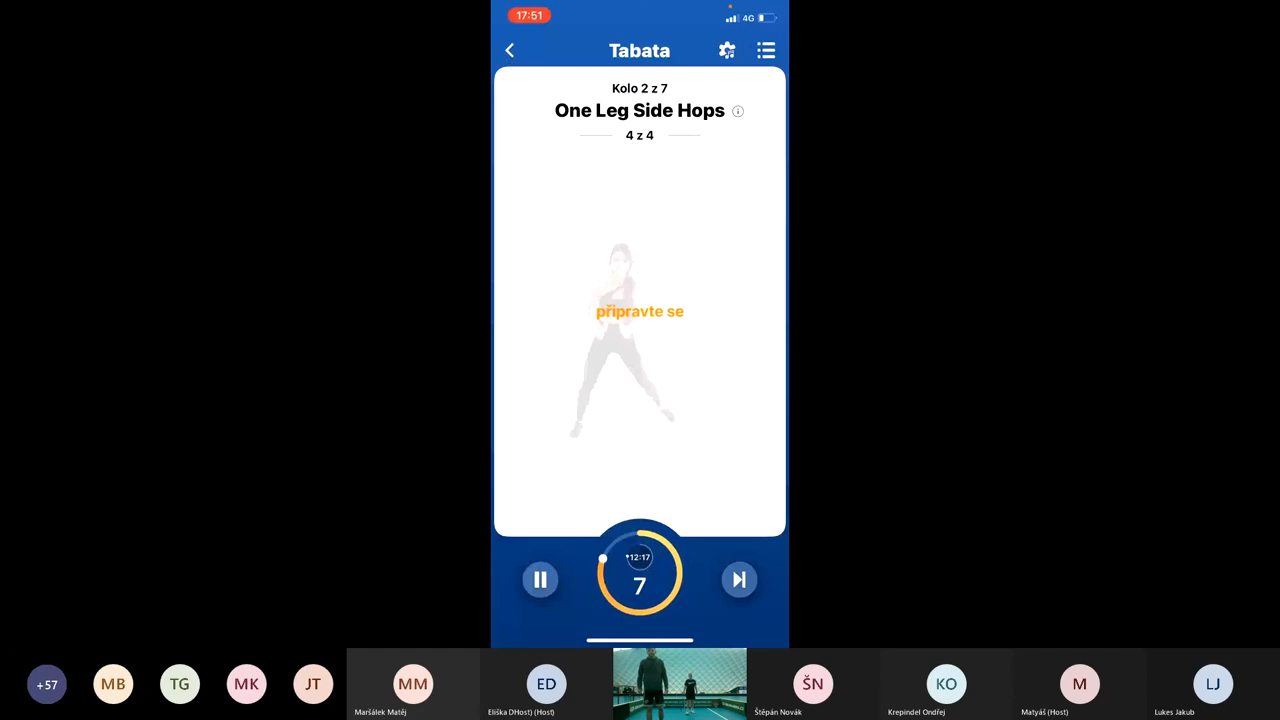 17:51
4G
Tabata
Kolo 2 z 7
One Leg Side Hops
4 z 4
připravte se
12:17
7
+57
MB
TG
MK
JT
MM
ED
ŠN
KO
M
LJ
Maršálek Matěj
Eliška DHost) (Host)
Štěpán Novák
Krepindel Ondřej
Matyáš (Host)
Lukes Jakub